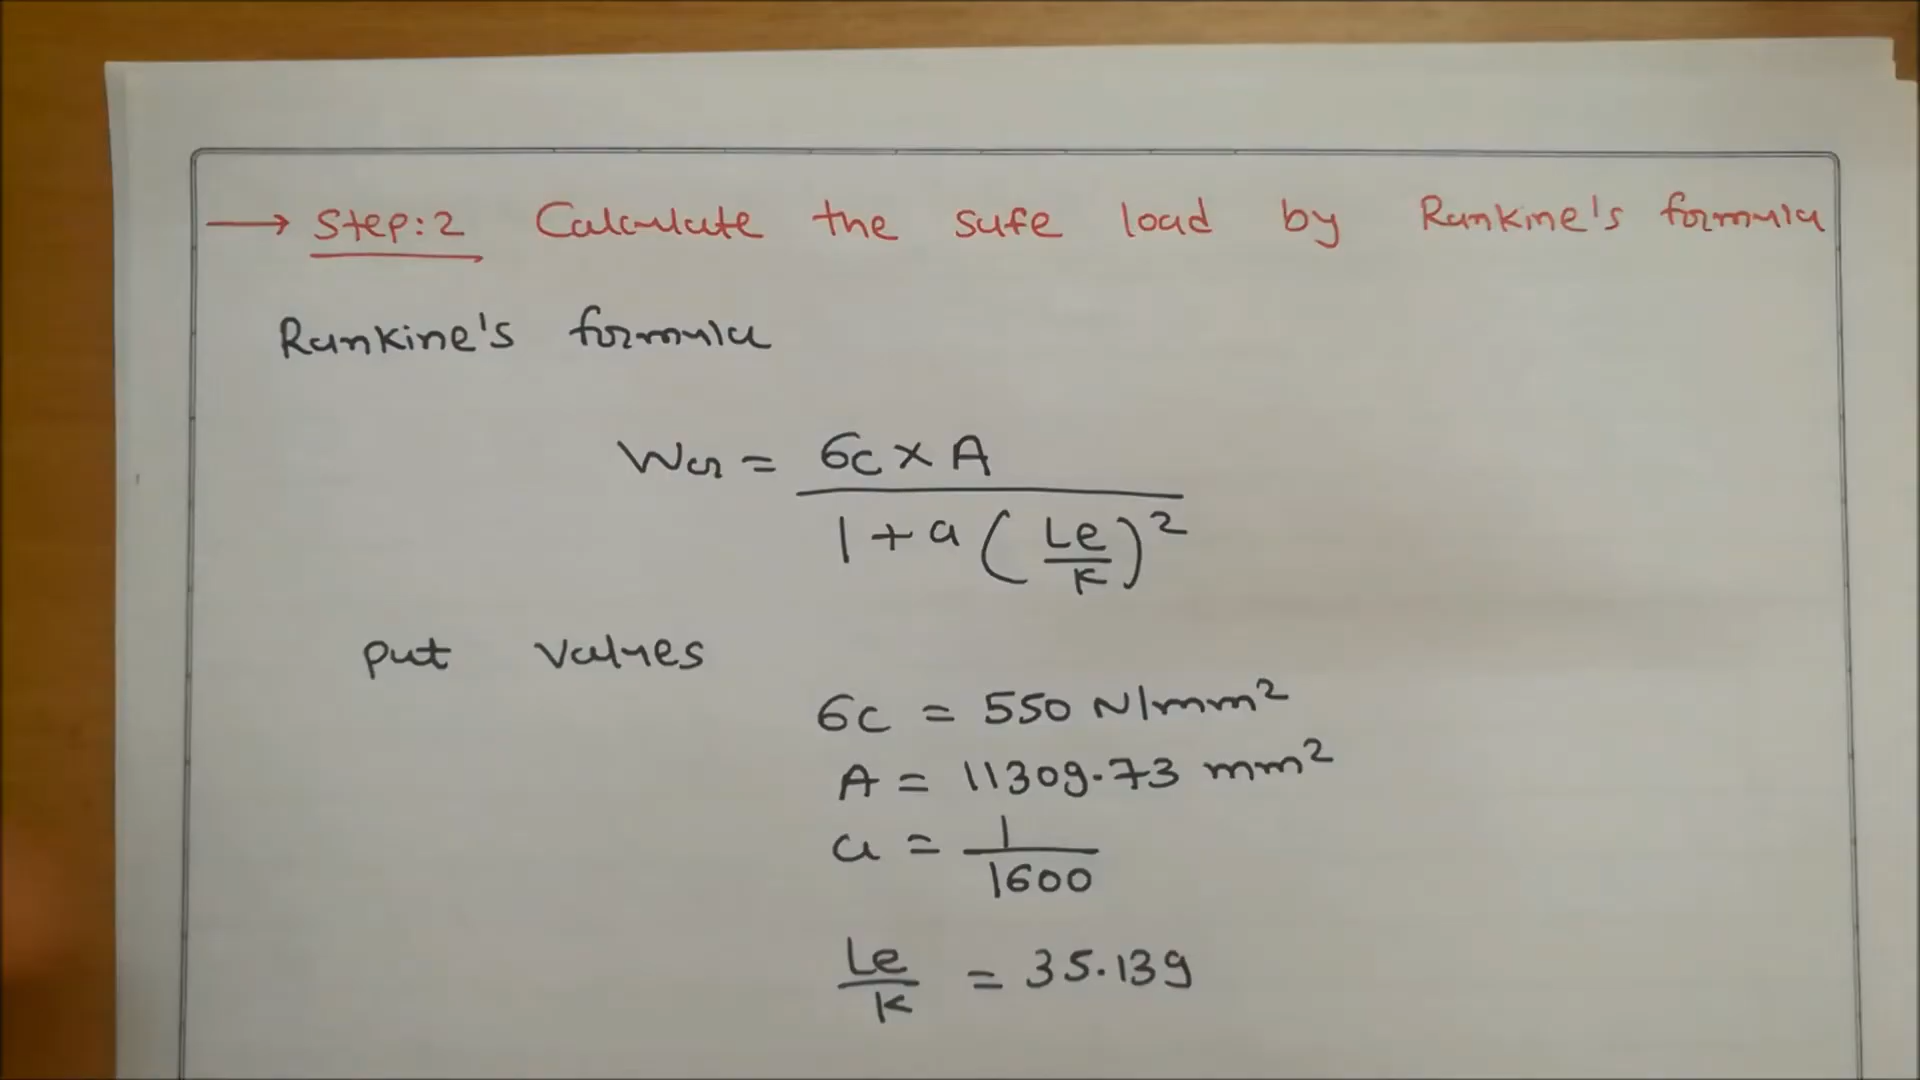 → Step:2 Calculate the safe load by Rankine's formula
Rankine's formula
Wcr = σc × A
1 + a (Le/K)²
put values
σc = 550 N/mm²
A = 11309.73 mm²
a = 1/1600
Le/K = 35.139